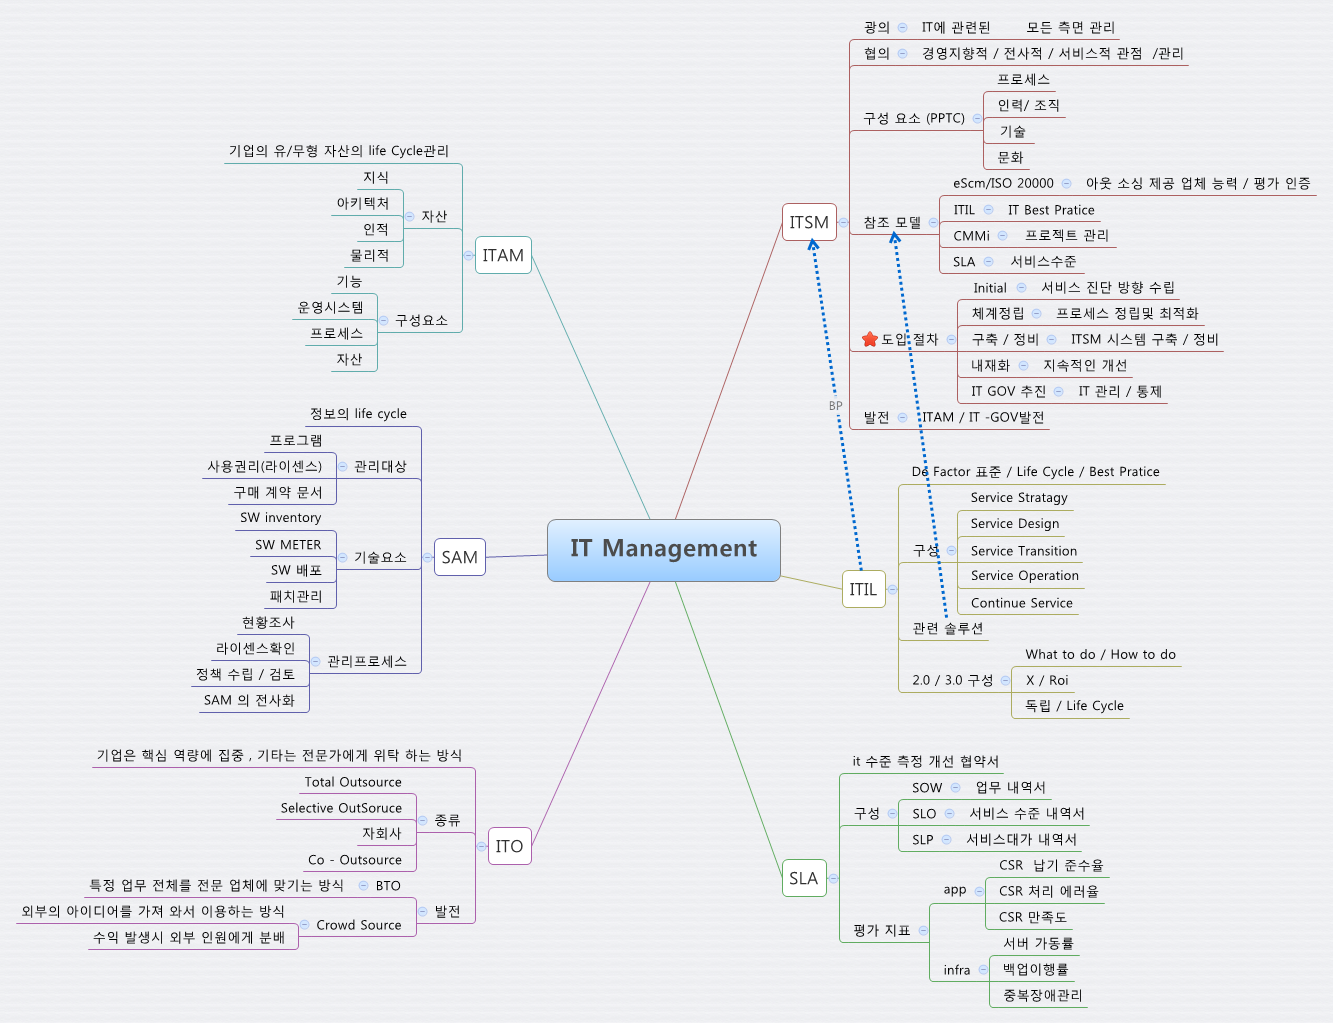 IT Management
ITSM
광의 IT에 관련된 모든 측면 관리
협의 경영지향적 / 전사적 / 서비스적 관점 /관리
구성 요소 (PPTC)
프로세스
인력/ 조직
기술
문화
참조 모델
eScm/ISO 20000 아웃 소싱 제공 업체 능력 / 평가 인증
ITIL IT Best Pratice
CMMi 프로젝트 관리
SLA 서비스수준
도입 절차
Initial 서비스 진단 방향 수립
체계정립 프로세스 정립및 최적화
구축 / 정비 ITSM 시스템 구축 / 정비
내재화 지속적인 개선
IT GOV 추진 IT 관리 / 통제
발전 ITAM / IT -GOV발전
BP
ITIL
De Factor 표준 / Life Cycle / Best Pratice
구성
Service Stratagy
Service Design
Service Transition
Service Operation
Continue Service
관련 솔루션
2.0 / 3.0 구성
What to do / How to do
X / Roi
독립 / Life Cycle
SLA
it 수준 측정 개선 협약서
구성
SOW 업무 내역서
SLO 서비스 수준 내역서
SLP 서비스대가 내역서
평가 지표
app
CSR 납기 준수율
CSR 처리 에러율
CSR 만족도
infra
서버 가동률
백업이행률
중복장애관리
ITAM
기업의 유/무형 자산의 life Cycle관리
자산
지식
아키텍처
인적
물리적
구성요소
기능
운영시스템
프로세스
자산
SAM
정보의 life cycle
관리대상
프로그램
사용권리(라이센스)
구매 계약 문서
기술요소
SW inventory
SW METER
SW 배포
패치관리
관리프로세스
현황조사
라이센스확인
정책 수립 / 검토
SAM 의 전사화
ITO
기업은 핵심 역량에 집중 , 기타는 전문가에게 위탁 하는 방식
종류
Total Outsource
Selective OutSoruce
자회사
Co - Outsource
발전
특정 업무 전체를 전문 업체에 맞기는 방식 BTO
Crowd Source
외부의 아이디어를 가져 와서 이용하는 방식
수익 발생시 외부 인원에게 분배